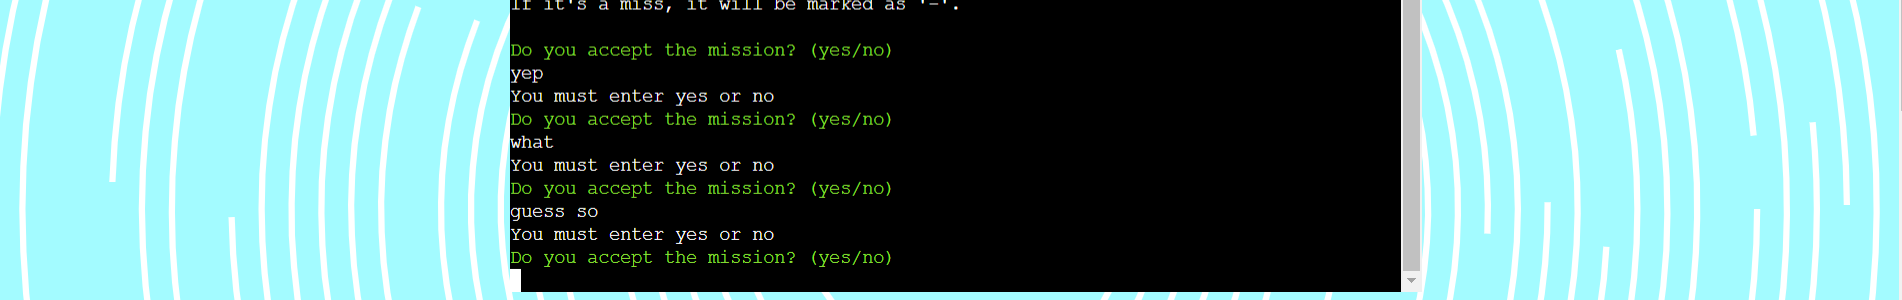 If it's a miss, it will be marked as '-'.
Do you accept the mission? (yes/no)
yep
You must enter yes or no
Do you accept the mission? (yes/no)
what
You must enter yes or no
Do you accept the mission? (yes/no)
guess so
You must enter yes or no
Do you accept the mission? (yes/no)